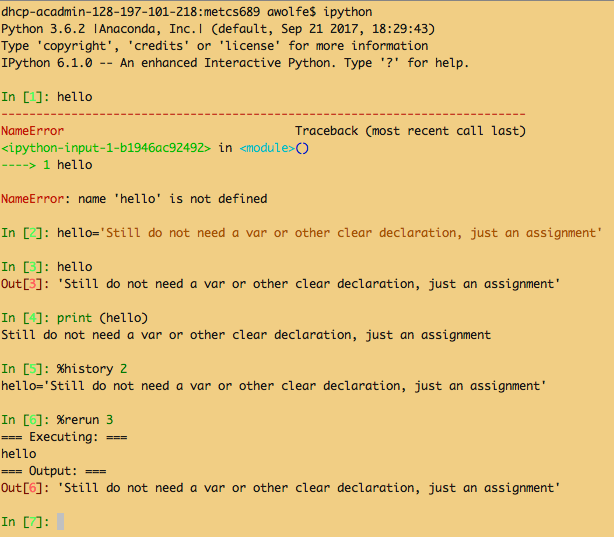 dhcp-acadmin-128-197-101-218:metcs689 awolfe$ ipython
Python 3.6.2 |Anaconda, Inc.| (default, Sep 21 2017, 18:29:43)
Type 'copyright', 'credits' or 'license' for more information
IPython 6.1.0 -- An enhanced Interactive Python. Type '?' for help.
In [1]: hello
---------------------------------------------------------------------------
NameError                                 Traceback (most recent call last)
<ipython-input-1-b1946ac92492> in <module>()
----> 1 hello
NameError: name 'hello' is not defined
In [2]: hello='Still do not need a var or other clear declaration, just an assignment'
In [3]: hello
Out[3]: 'Still do not need a var or other clear declaration, just an assignment'
In [4]: print (hello)
Still do not need a var or other clear declaration, just an assignment
In [5]: %history 2
hello='Still do not need a var or other clear declaration, just an assignment'
In [6]: %rerun 3
=== Executing: ===
hello
=== Output: ===
Out[6]: 'Still do not need a var or other clear declaration, just an assignment'
In [7]: